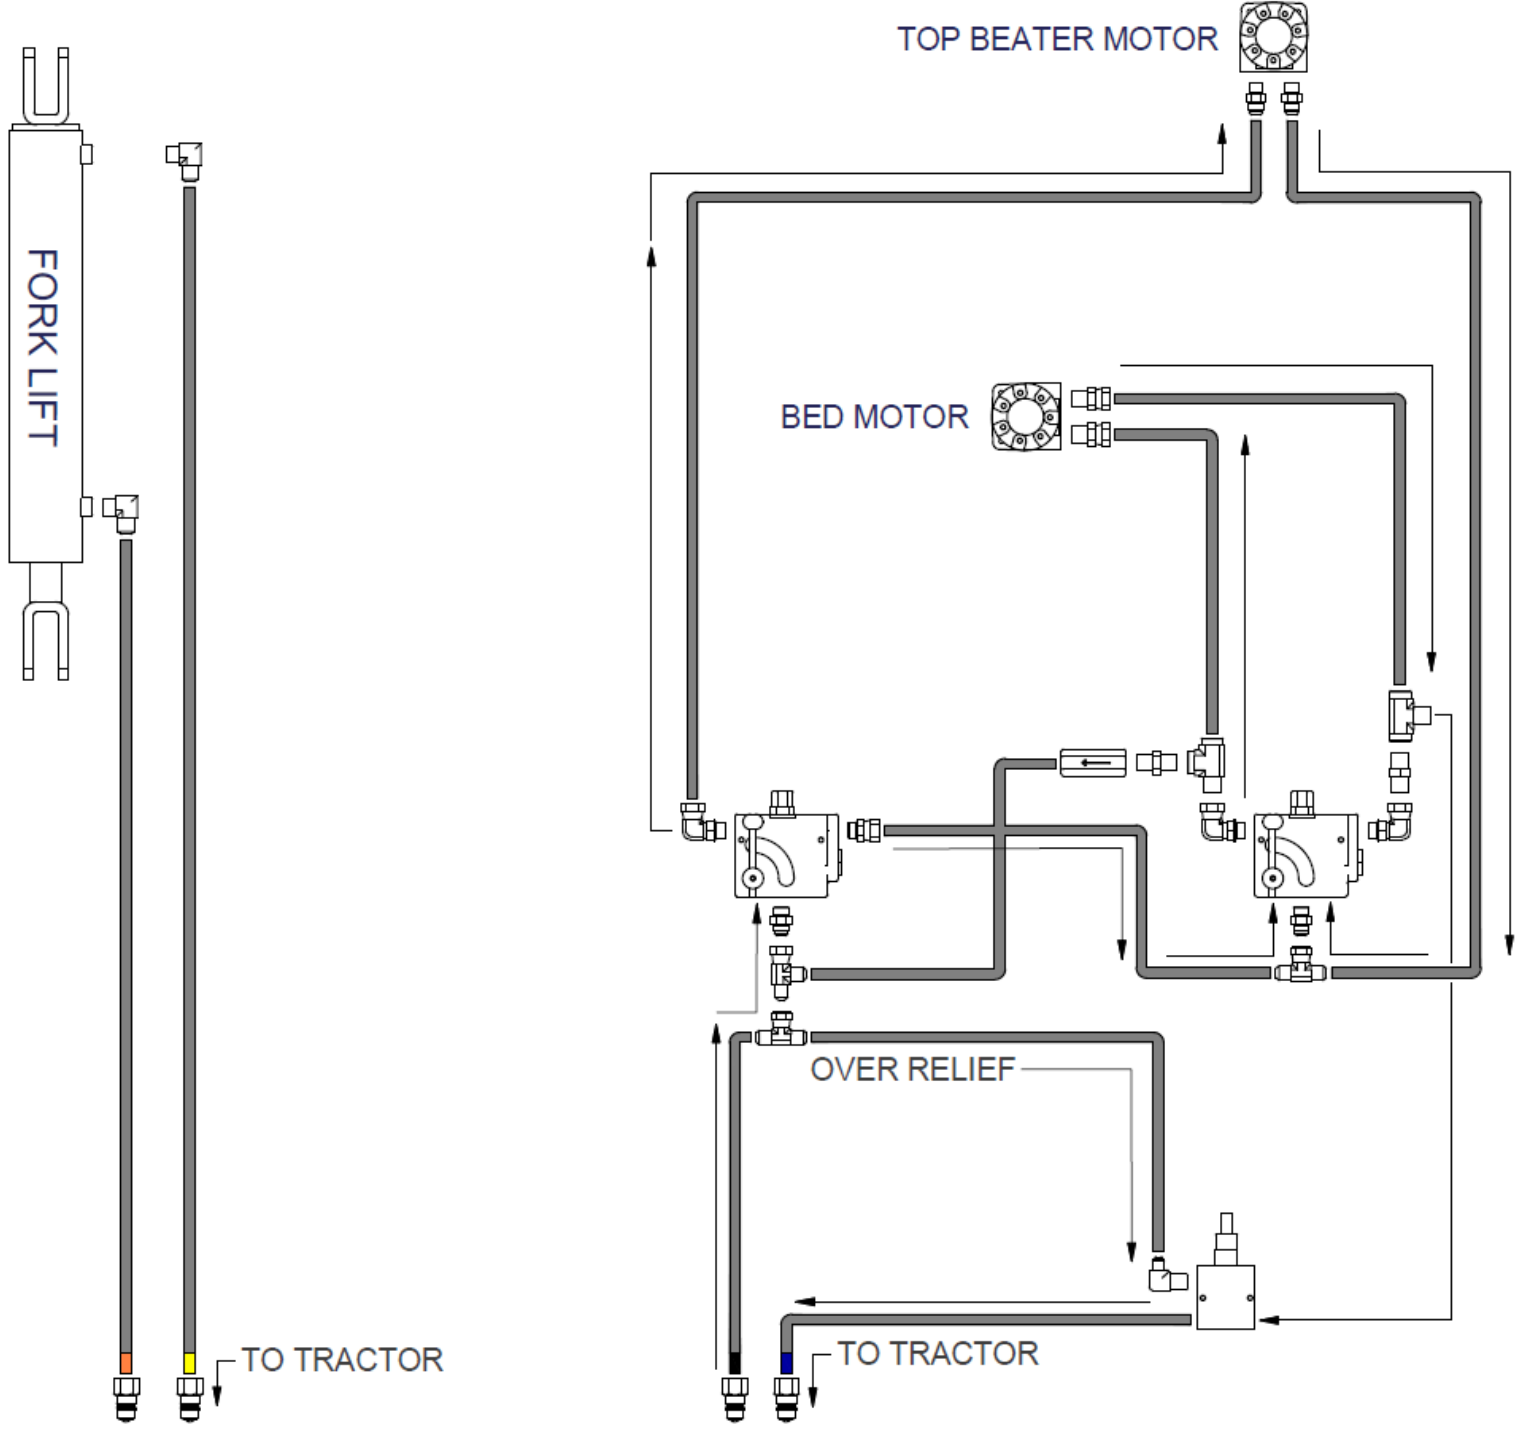 TOP BEATER MOTOR
FORK LIFT
BED MOTOR
OVER RELIEF
TO TRACTOR
TO TRACTOR